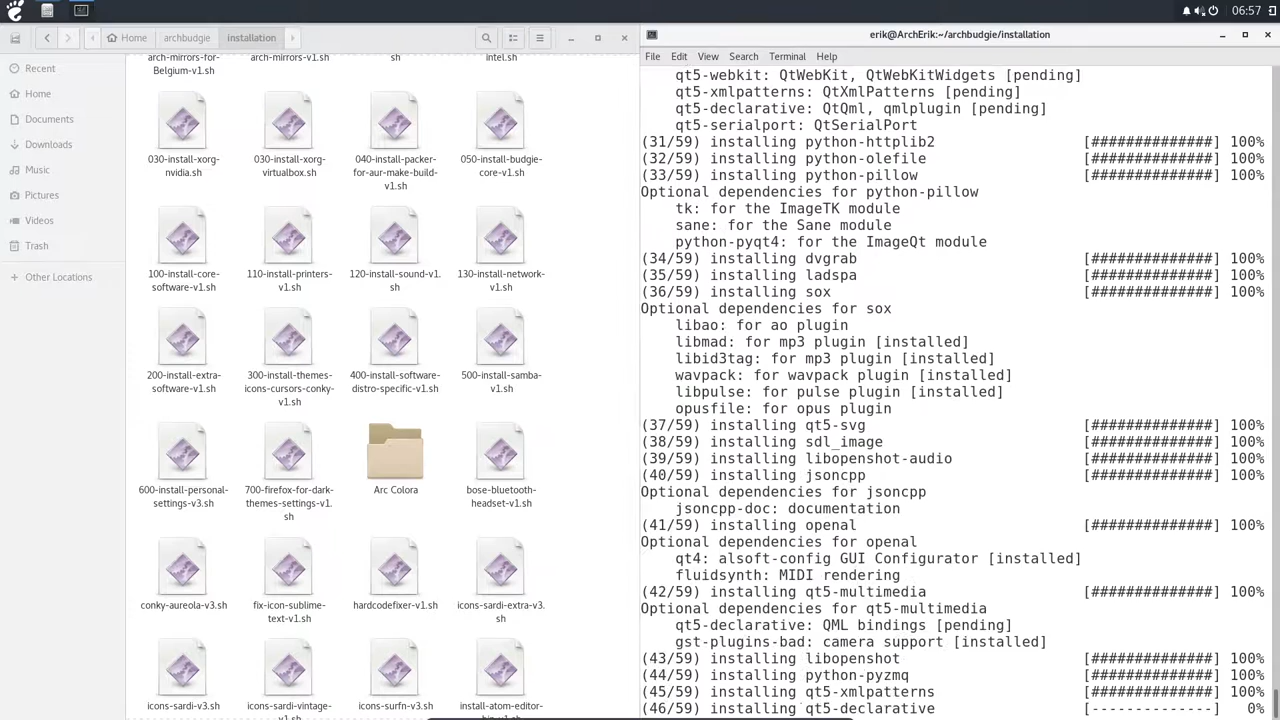 06:57
Home
archbudgie
installation
Recent
Home
Documents
Downloads
Music
Pictures
Videos
Trash
Other Locations
arch-mirrors-for-
Belgium-v1.sh
arch-mirrors-v1.sh
sh
intel.sh
030-install-xorg-
nvidia.sh
030-install-xorg-
virtualbox.sh
040-install-packer-
for-aur-make-build-
v1.sh
050-install-budgie-
core-v1.sh
100-install-core-
software-v1.sh
110-install-printers-
v1.sh
120-install-sound-v1.
sh
130-install-network-
v1.sh
200-install-extra-
software-v1.sh
300-install-themes-
icons-cursors-conky-
v1.sh
400-install-software-
distro-specific-v1.sh
500-install-samba-
v1.sh
600-install-personal-
settings-v3.sh
700-firefox-for-dark-
themes-settings-v1.
sh
Arc Colora
bose-bluetooth-
headset-v1.sh
conky-aureola-v3.sh
fix-icon-sublime-
text-v1.sh
hardcodefixer-v1.sh
icons-sardi-extra-v3.
sh
icons-sardi-v3.sh
icons-sardi-vintage-
v1.sh
icons-surfn-v3.sh
install-atom-editor-
bin-v1.sh
erik@ArchErik:~/archbudgie/installation
File Edit View Search Terminal Help
qt5-webkit: QtWebKit, QtWebKitWidgets [pending]
qt5-xmlpatterns: QtXmlPatterns [pending]
qt5-declarative: QtQml, qmlplugin [pending]
qt5-serialport: QtSerialPort
(31/59) installing python-httplib2 [##############] 100%
(32/59) installing python-olefile [##############] 100%
(33/59) installing python-pillow [##############] 100%
Optional dependencies for python-pillow
tk: for the ImageTK module
sane: for the Sane module
python-pyqt4: for the ImageQt module
(34/59) installing dvgrab [##############] 100%
(35/59) installing ladspa [##############] 100%
(36/59) installing sox [##############] 100%
Optional dependencies for sox
libao: for ao plugin
libmad: for mp3 plugin [installed]
libid3tag: for mp3 plugin [installed]
wavpack: for wavpack plugin [installed]
libpulse: for pulse plugin [installed]
opusfile: for opus plugin
(37/59) installing qt5-svg [##############] 100%
(38/59) installing sdl_image [##############] 100%
(39/59) installing libopenshot-audio [##############] 100%
(40/59) installing jsoncpp [##############] 100%
Optional dependencies for jsoncpp
jsoncpp-doc: documentation
(41/59) installing openal [##############] 100%
Optional dependencies for openal
qt4: alsoft-config GUI Configurator [installed]
fluidsynth: MIDI rendering
(42/59) installing qt5-multimedia [##############] 100%
Optional dependencies for qt5-multimedia
qt5-declarative: QML bindings [pending]
gst-plugins-bad: camera support [installed]
(43/59) installing libopenshot [##############] 100%
(44/59) installing python-pyzmq [##############] 100%
(45/59) installing qt5-xmlpatterns [##############] 100%
(46/59) installing qt5-declarative [--------------] 0%